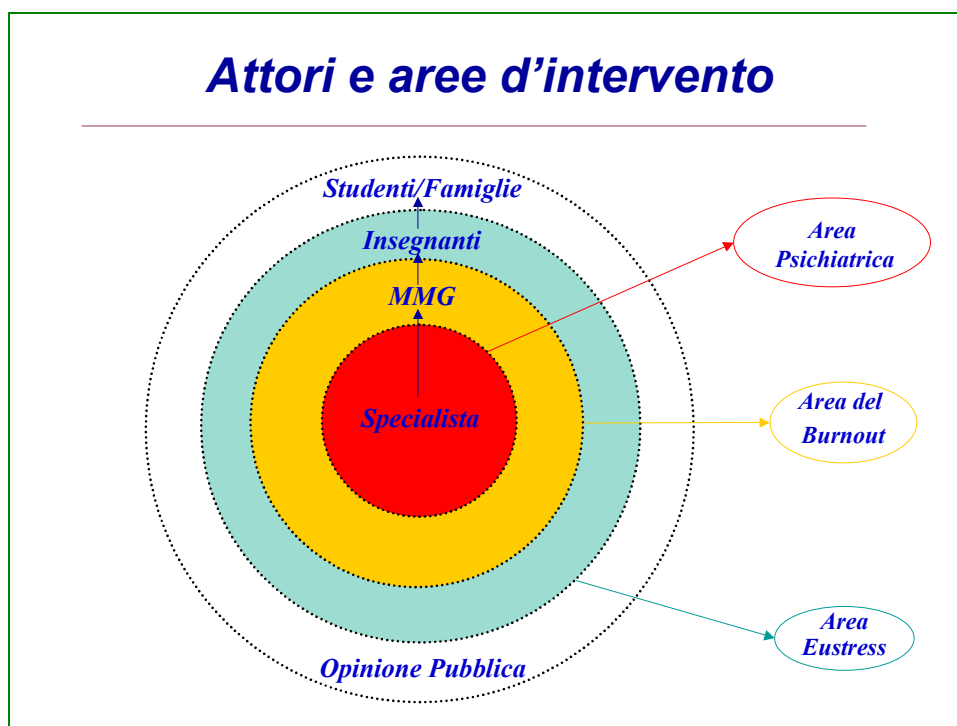 Attori e aree d’intervento
Studenti/Famiglie
Insegnanti
MMG
Specialista
Opinione Pubblica
Area
Psichiatrica
Area del
Burnout
Area
Eustress